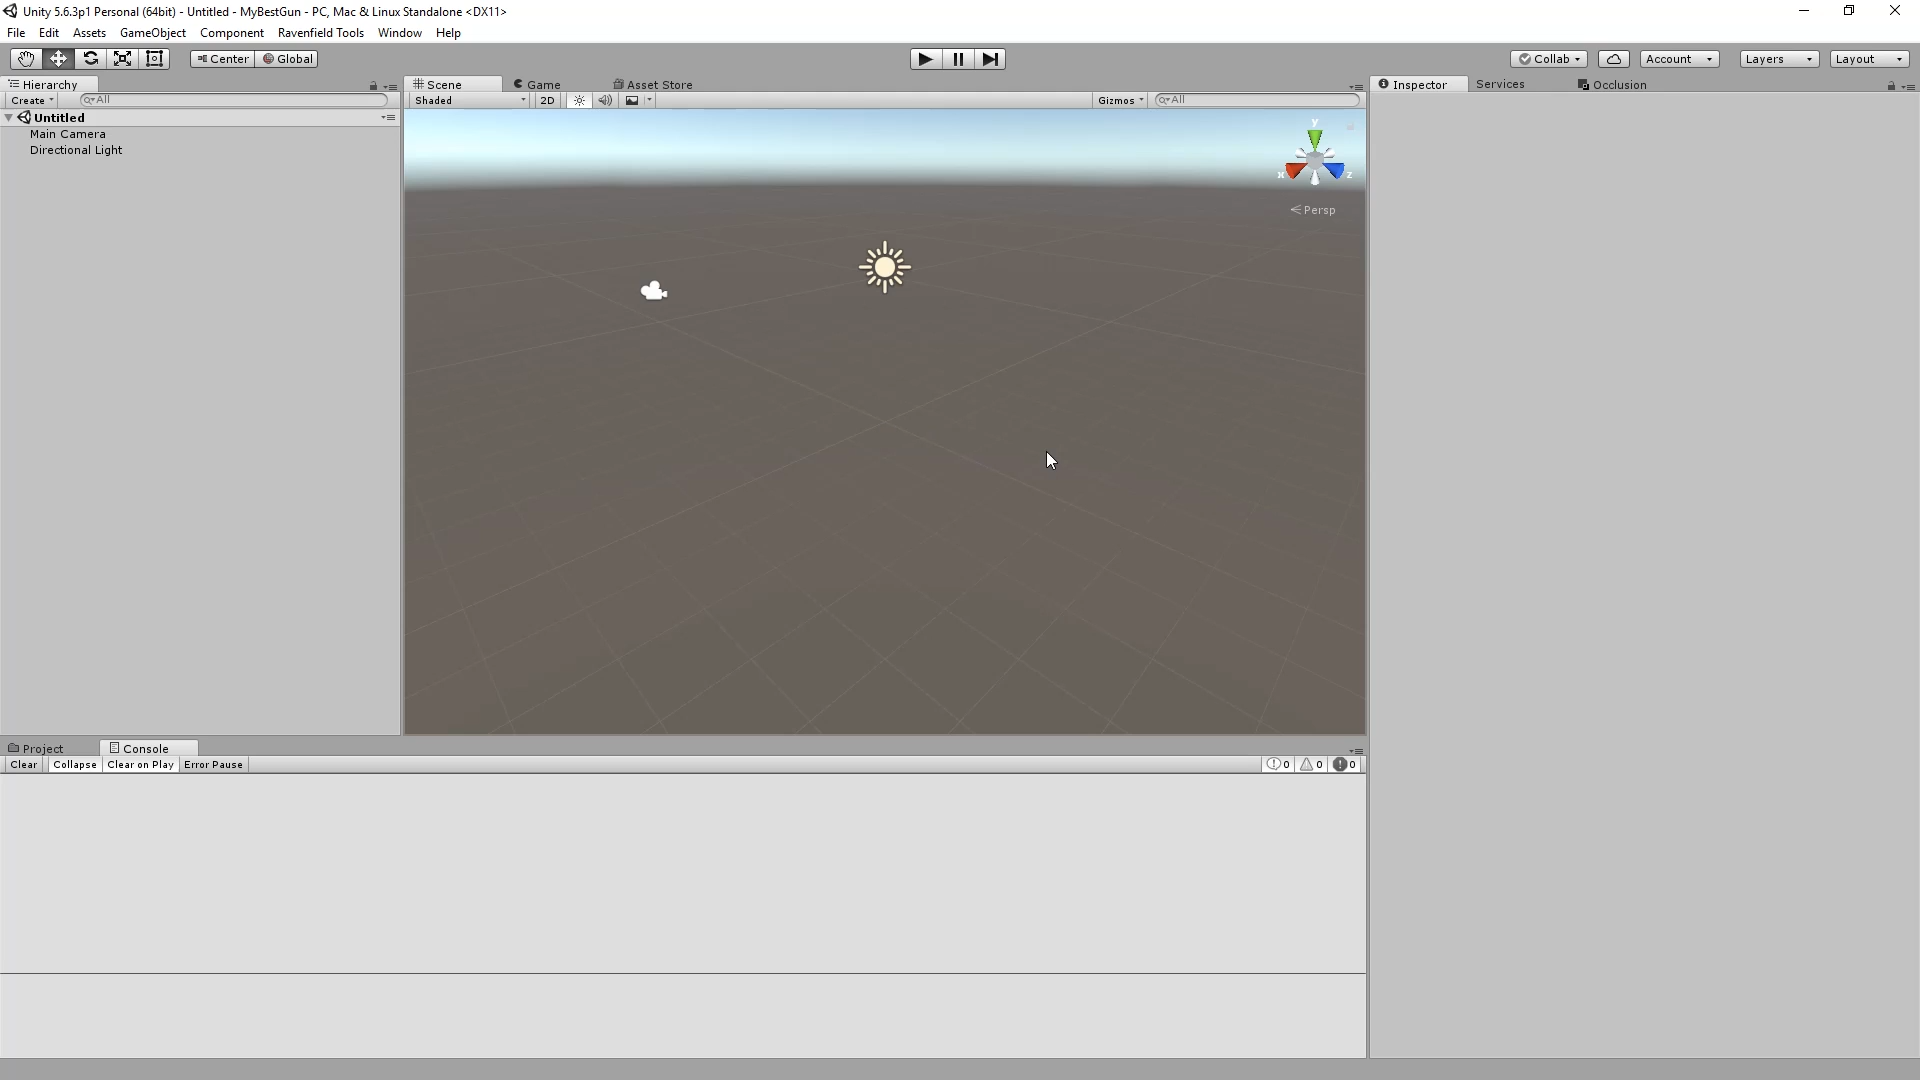 Unity 5.6.3p1 Personal (64bit) - Untitled - MyBestGun - PC, Mac & Linux Standalone <DX11>
File Edit Assets GameObject Component Ravenfield Tools Window Help
Center Global Collab Account Layers Layout
Hierarchy Scene Game Asset Store Inspector Services Occlusion
Create All Shaded 2D Gizmos All
Untitled
Main Camera
Directional Light
y
x z
Persp
Project Console
Clear Collapse Clear on Play Error Pause 0 0 0